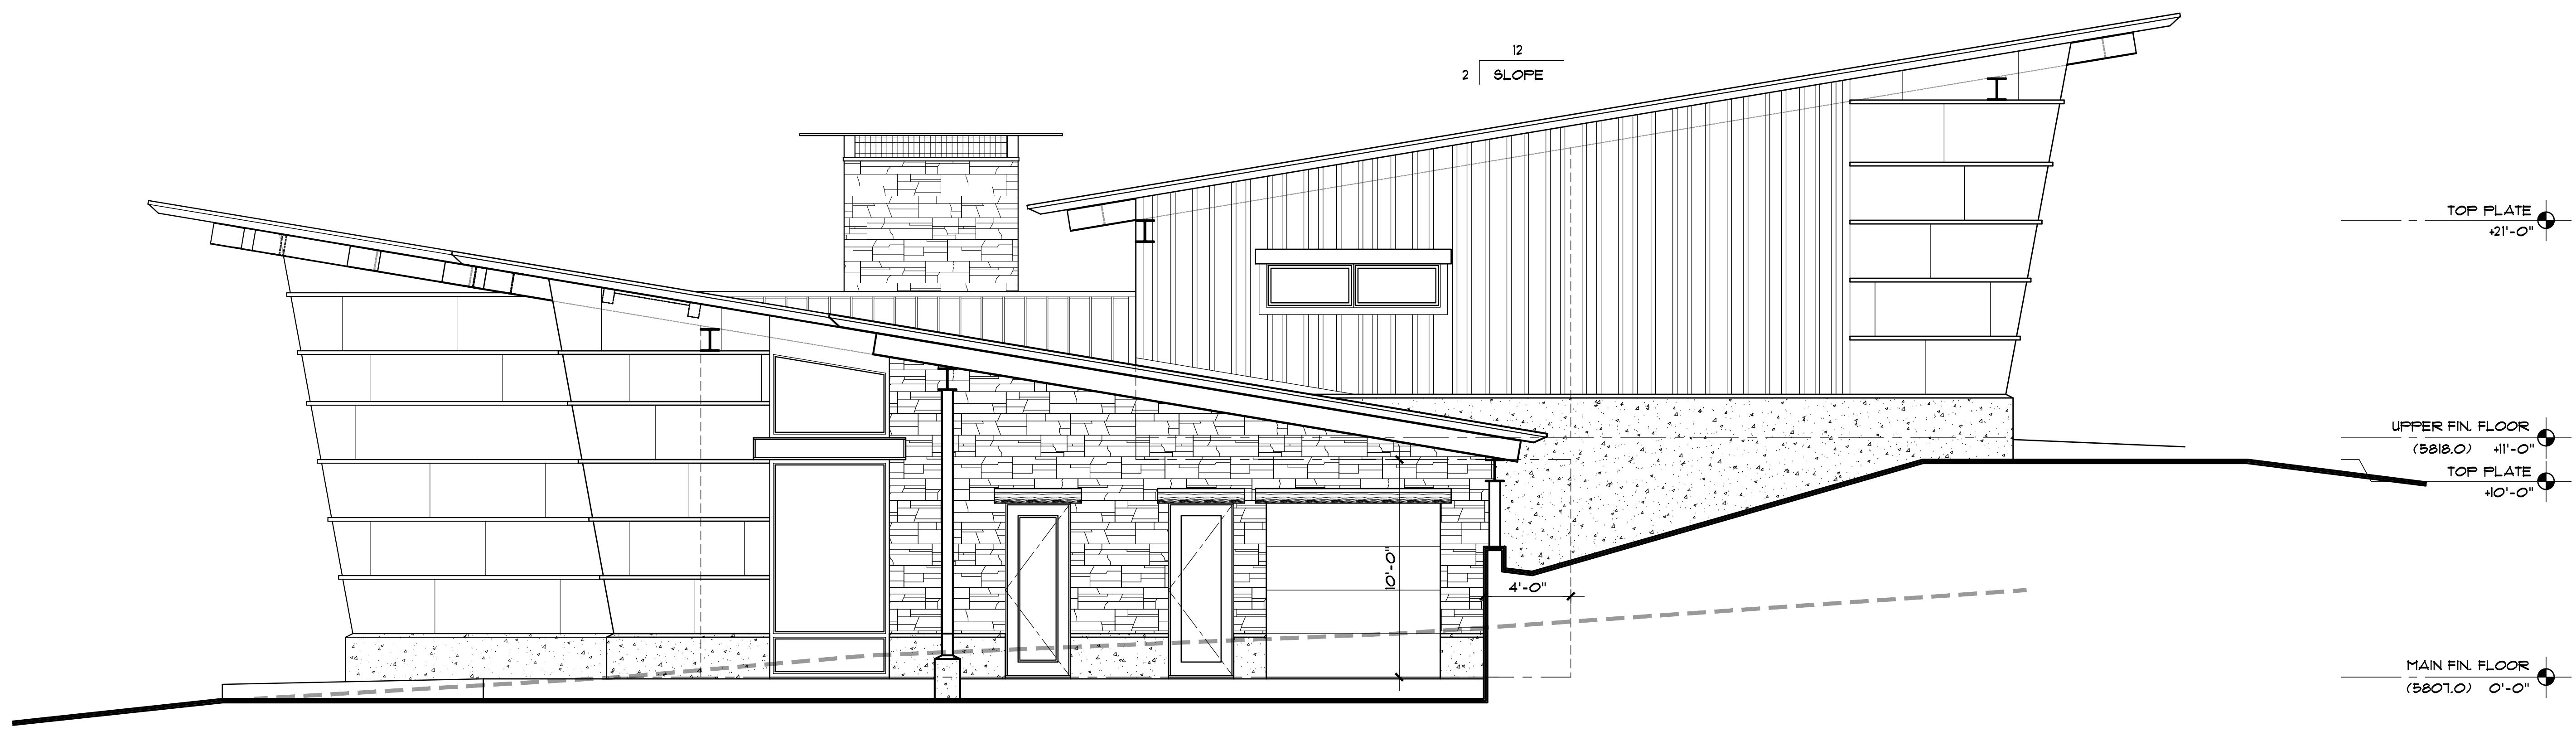 12
2 SLOPE
TOP PLATE
+21'-0"
UPPER FIN. FLOOR
(5818.0) +11'-0"
TOP PLATE
+10'-0"
10'-0"
4'-0"
MAIN FIN. FLOOR
(5807.0) 0'-0"